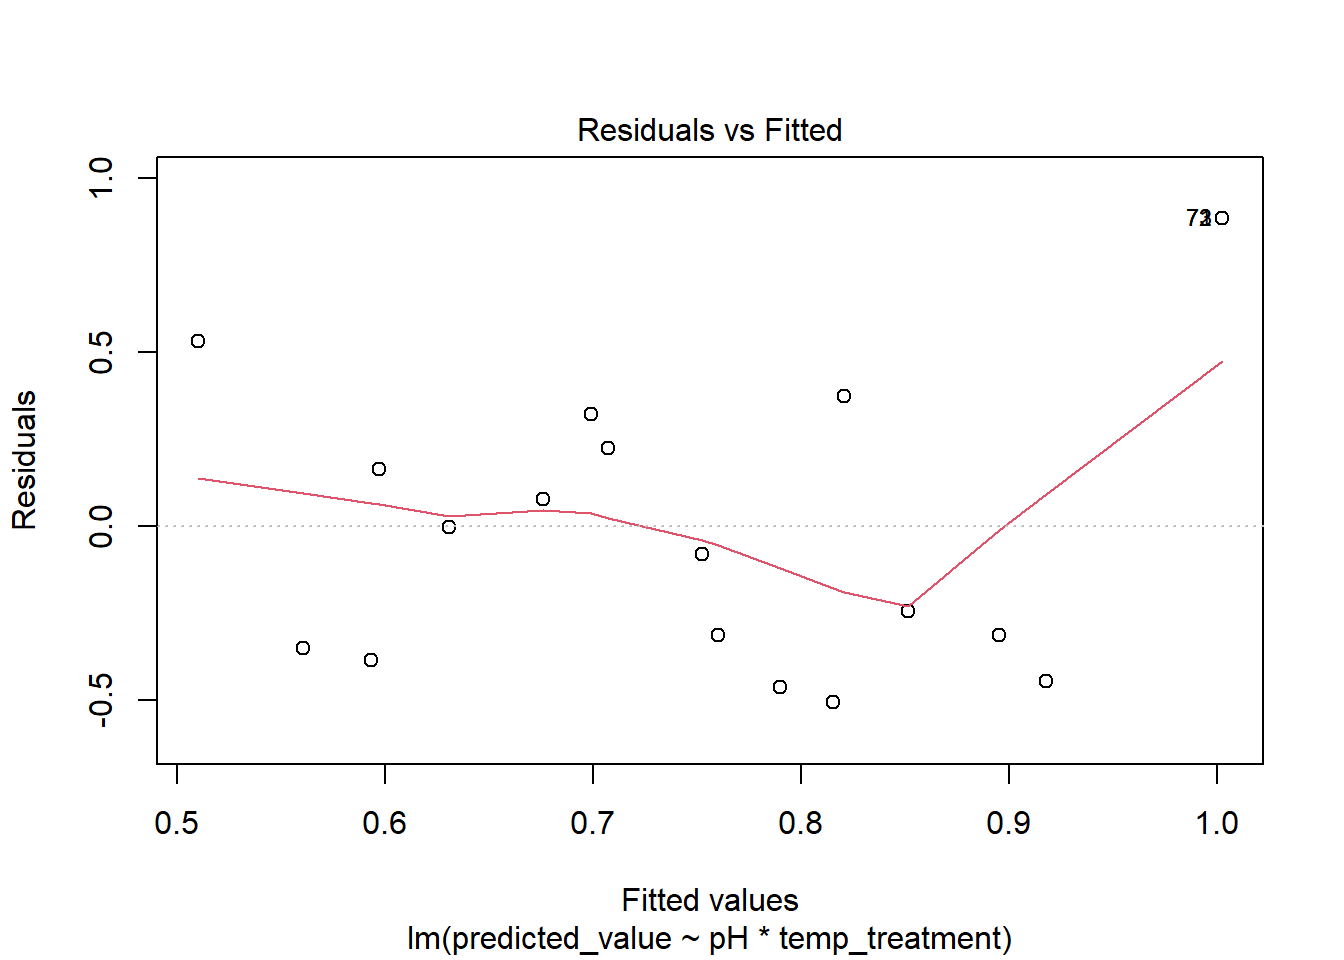 Residuals vs Fitted
Residuals
1.0
0.5
0.0
-0.5
0.5 0.6 0.7 0.8 0.9 1.0
Fitted values
lm(predicted_value ~ pH * temp_treatment)